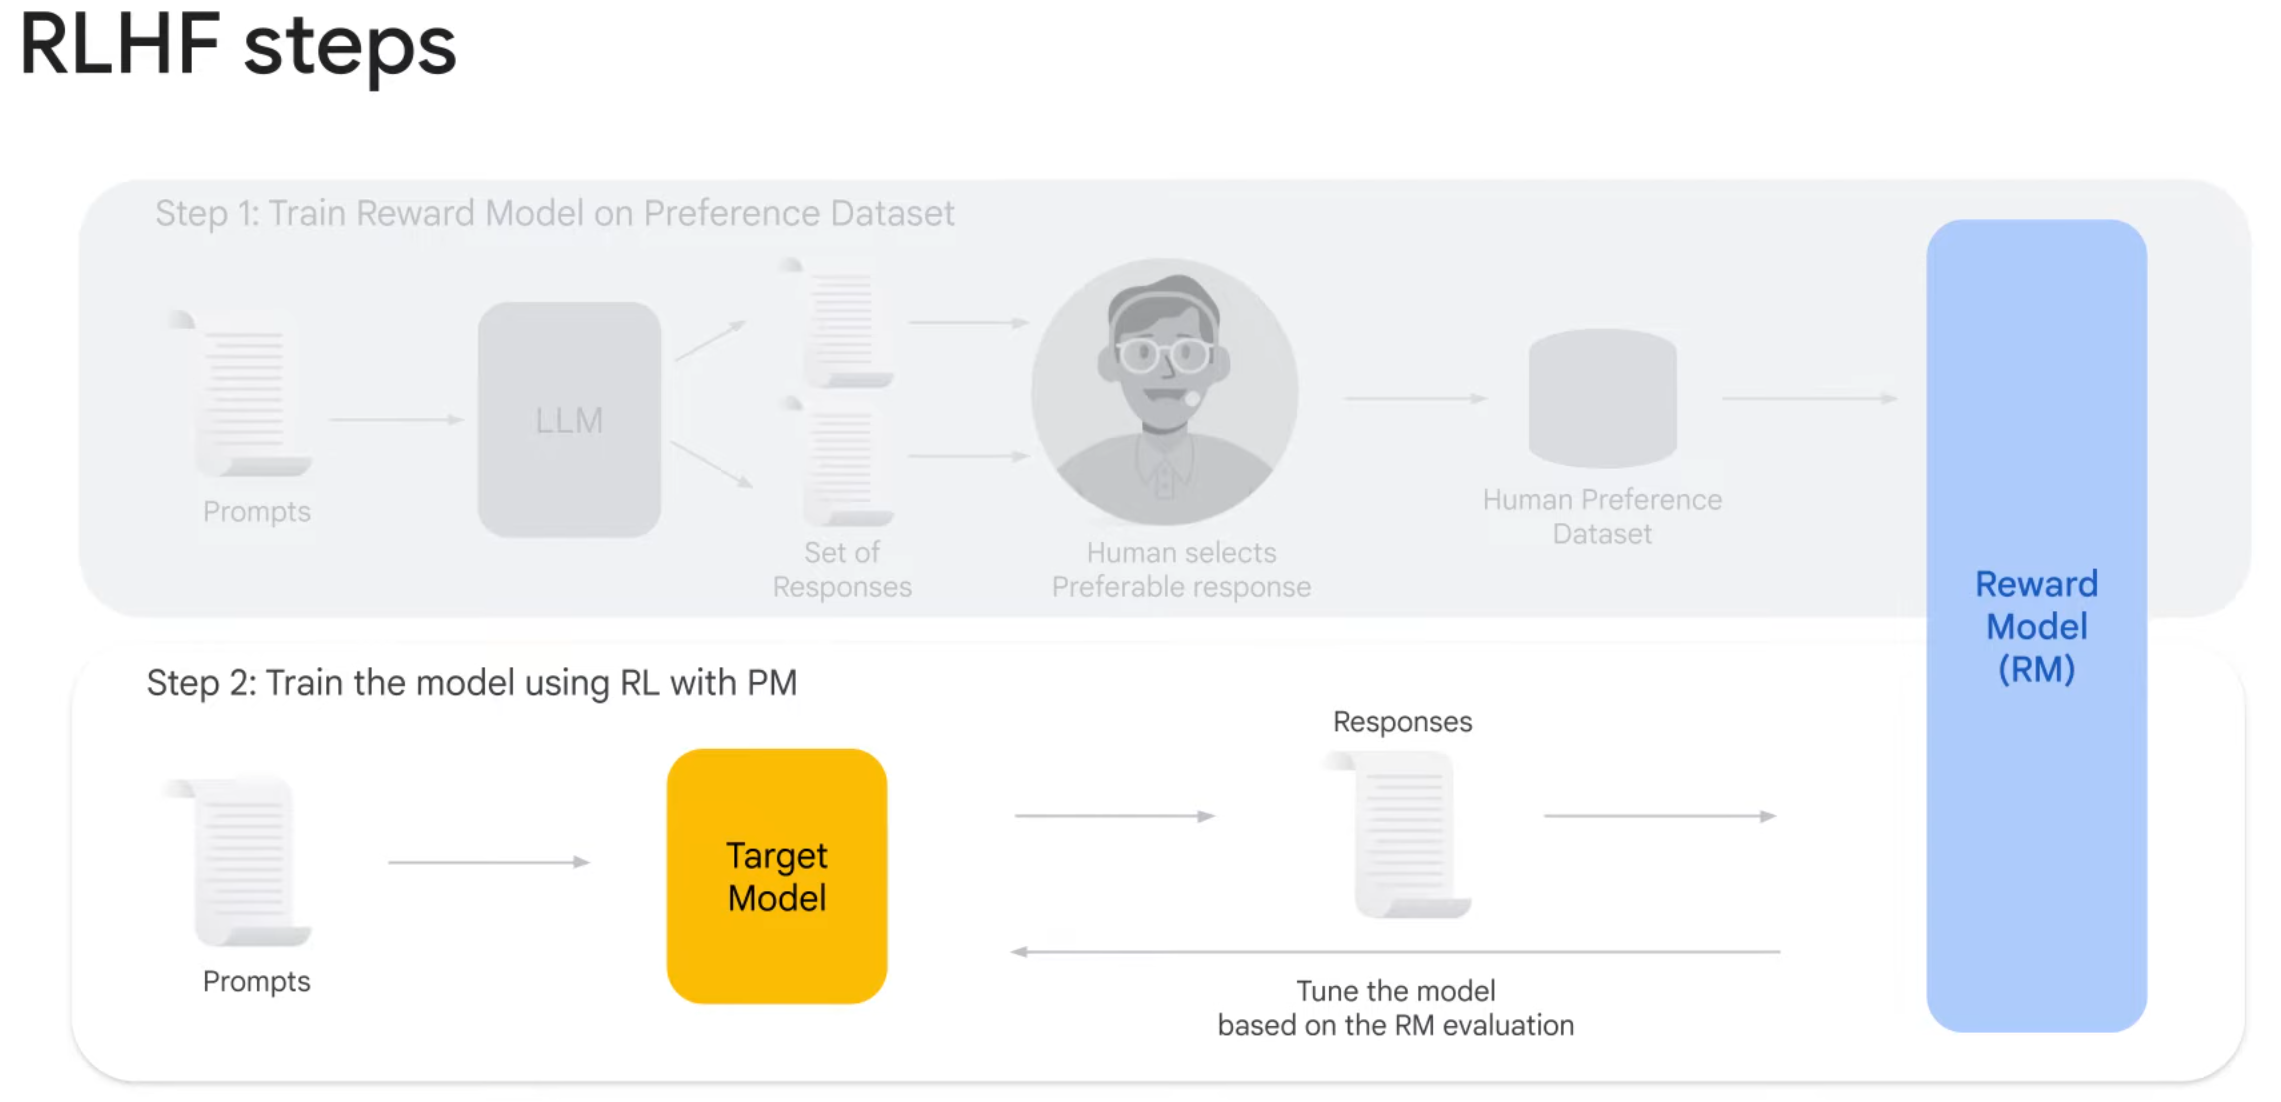 RLHF steps
Step 1: Train Reward Model on Preference Dataset
Prompts
LLM
Set of
Responses
Human selects
Preferable response
Human Preference
Dataset
Reward
Model
(RM)
Step 2: Train the model using RL with PM
Prompts
Target
Model
Responses
Tune the model
based on the RM evaluation